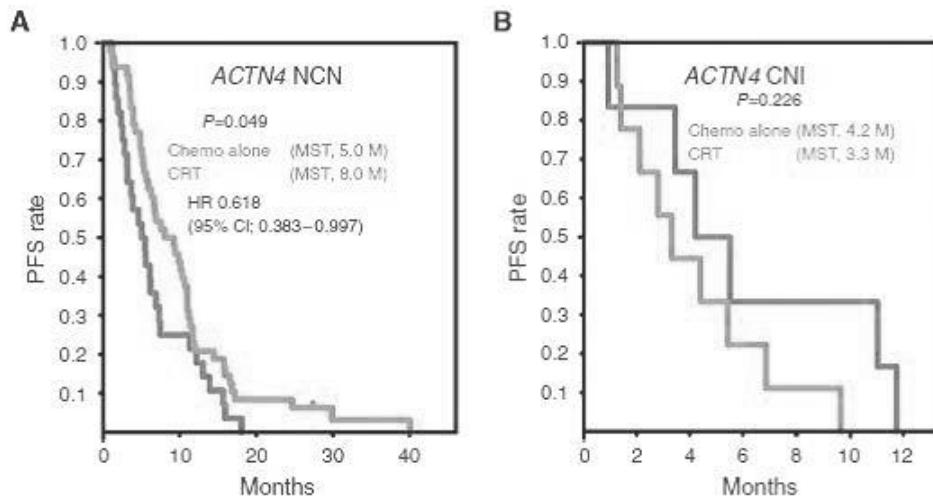 A
ACTN4 NCN
P=0.049
Chemo alone (MST, 5.0 M)
CRT (MST, 8.0 M)
HR 0.618
(95% CI; 0.383–0.997)
PFS rate
1.0
0.9
0.8
0.7
0.6
0.5
0.4
0.3
0.2
0.1
0 10 20 30 40
Months
B
ACTN4 CNI
P=0.226
Chemo alone (MST, 4.2 M)
CRT (MST, 3.3 M)
PFS rate
1.0
0.9
0.8
0.7
0.6
0.5
0.4
0.3
0.2
0.1
0 2 4 6 8 10 12
Months